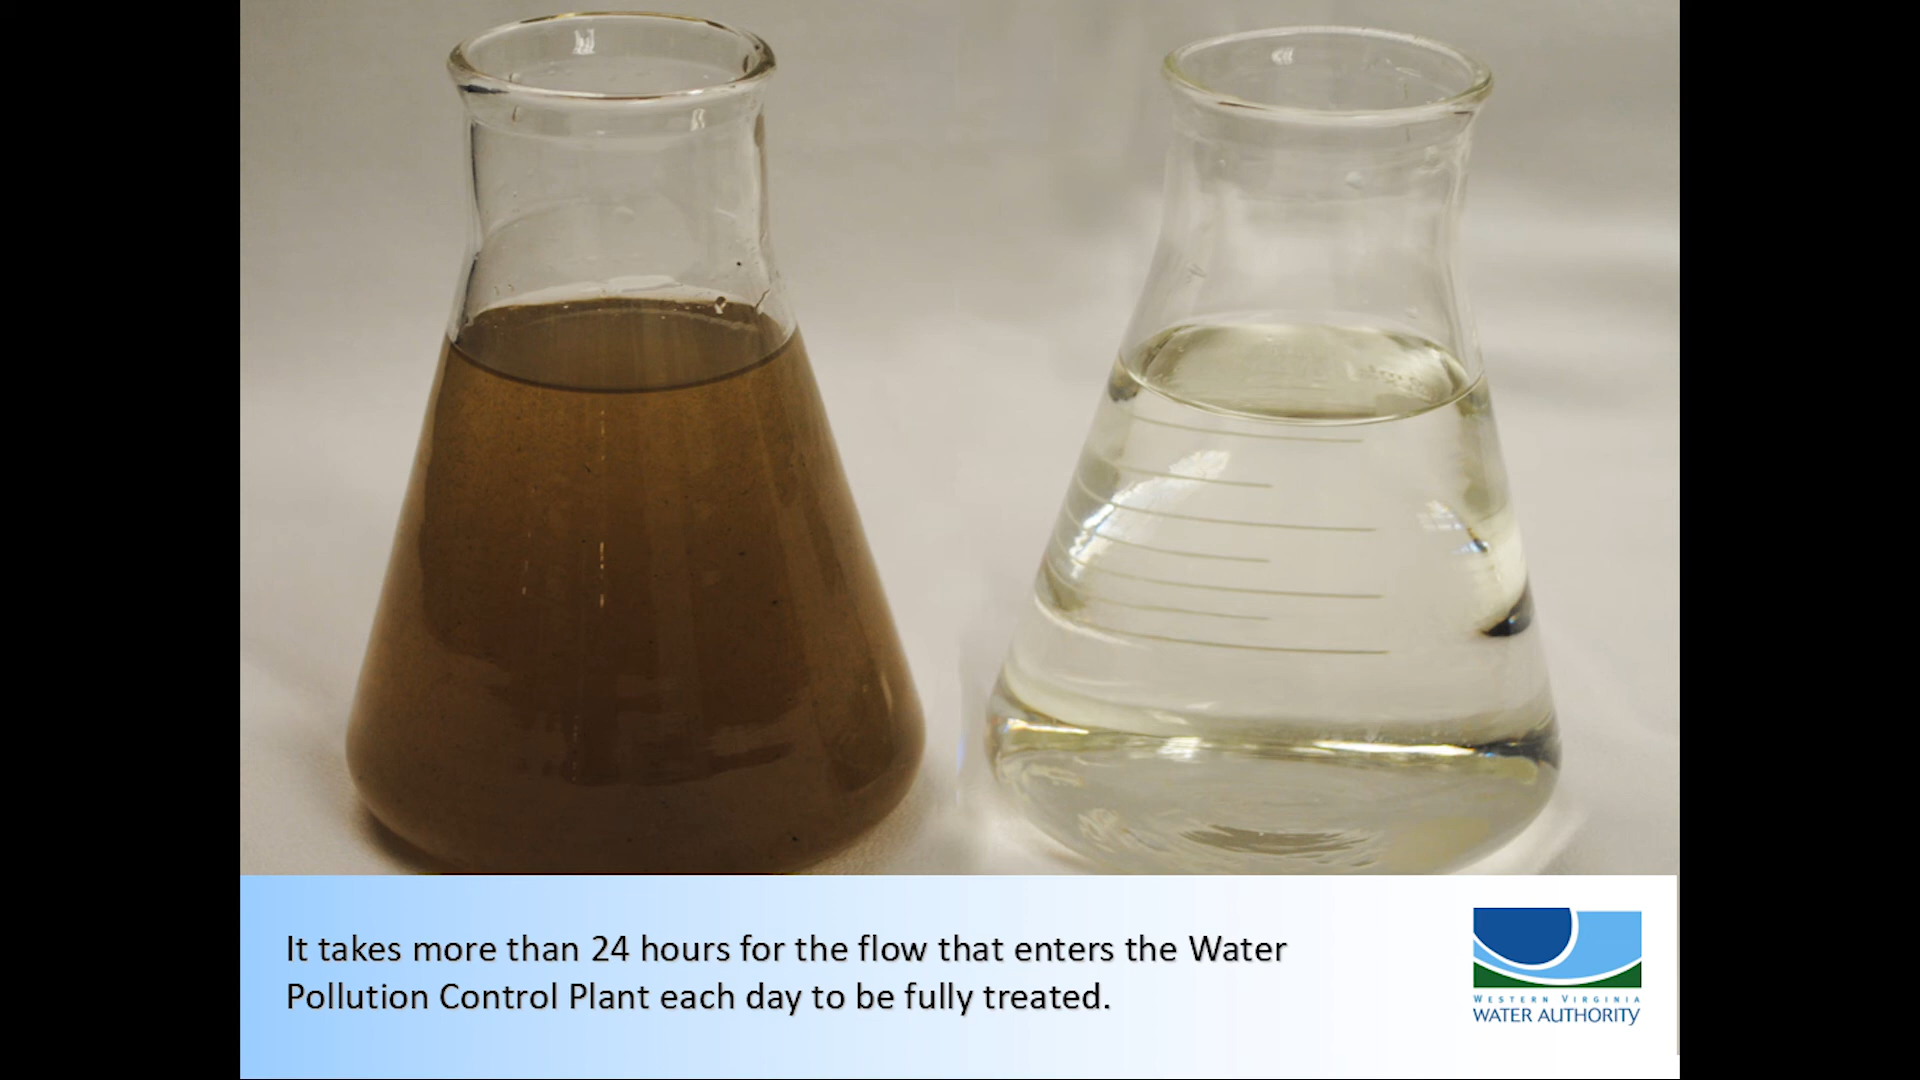 It takes more than 24 hours for the flow that enters the Water
Pollution Control Plant each day to be fully treated.
WESTERN VIRGINIA
WATER AUTHORITY